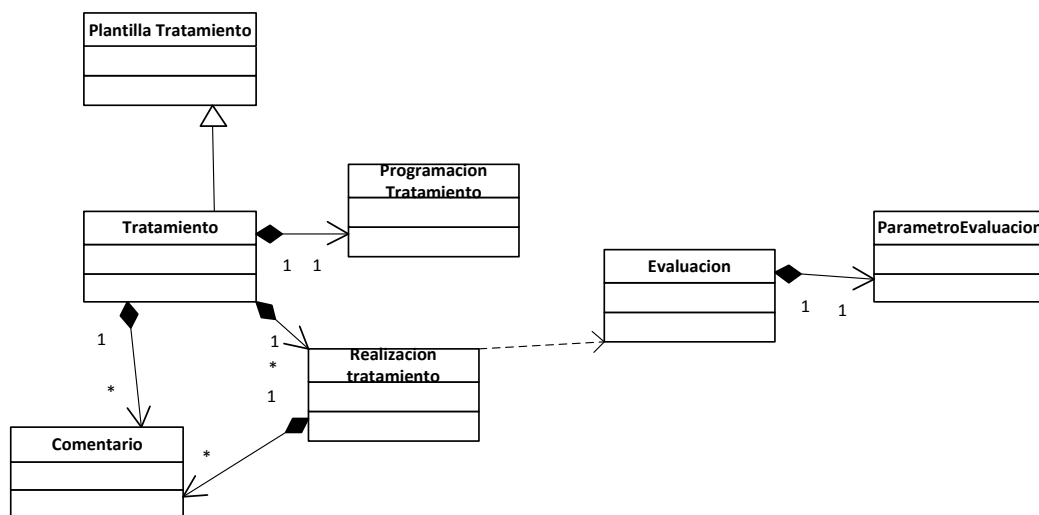 Plantilla Tratamiento
Programacion
Tratamiento
Tratamiento
ParametroEvaluacion
1 1
Evaluacion
1 1
1
1
Realizacion
tratamiento
*
*
1
Comentario
*